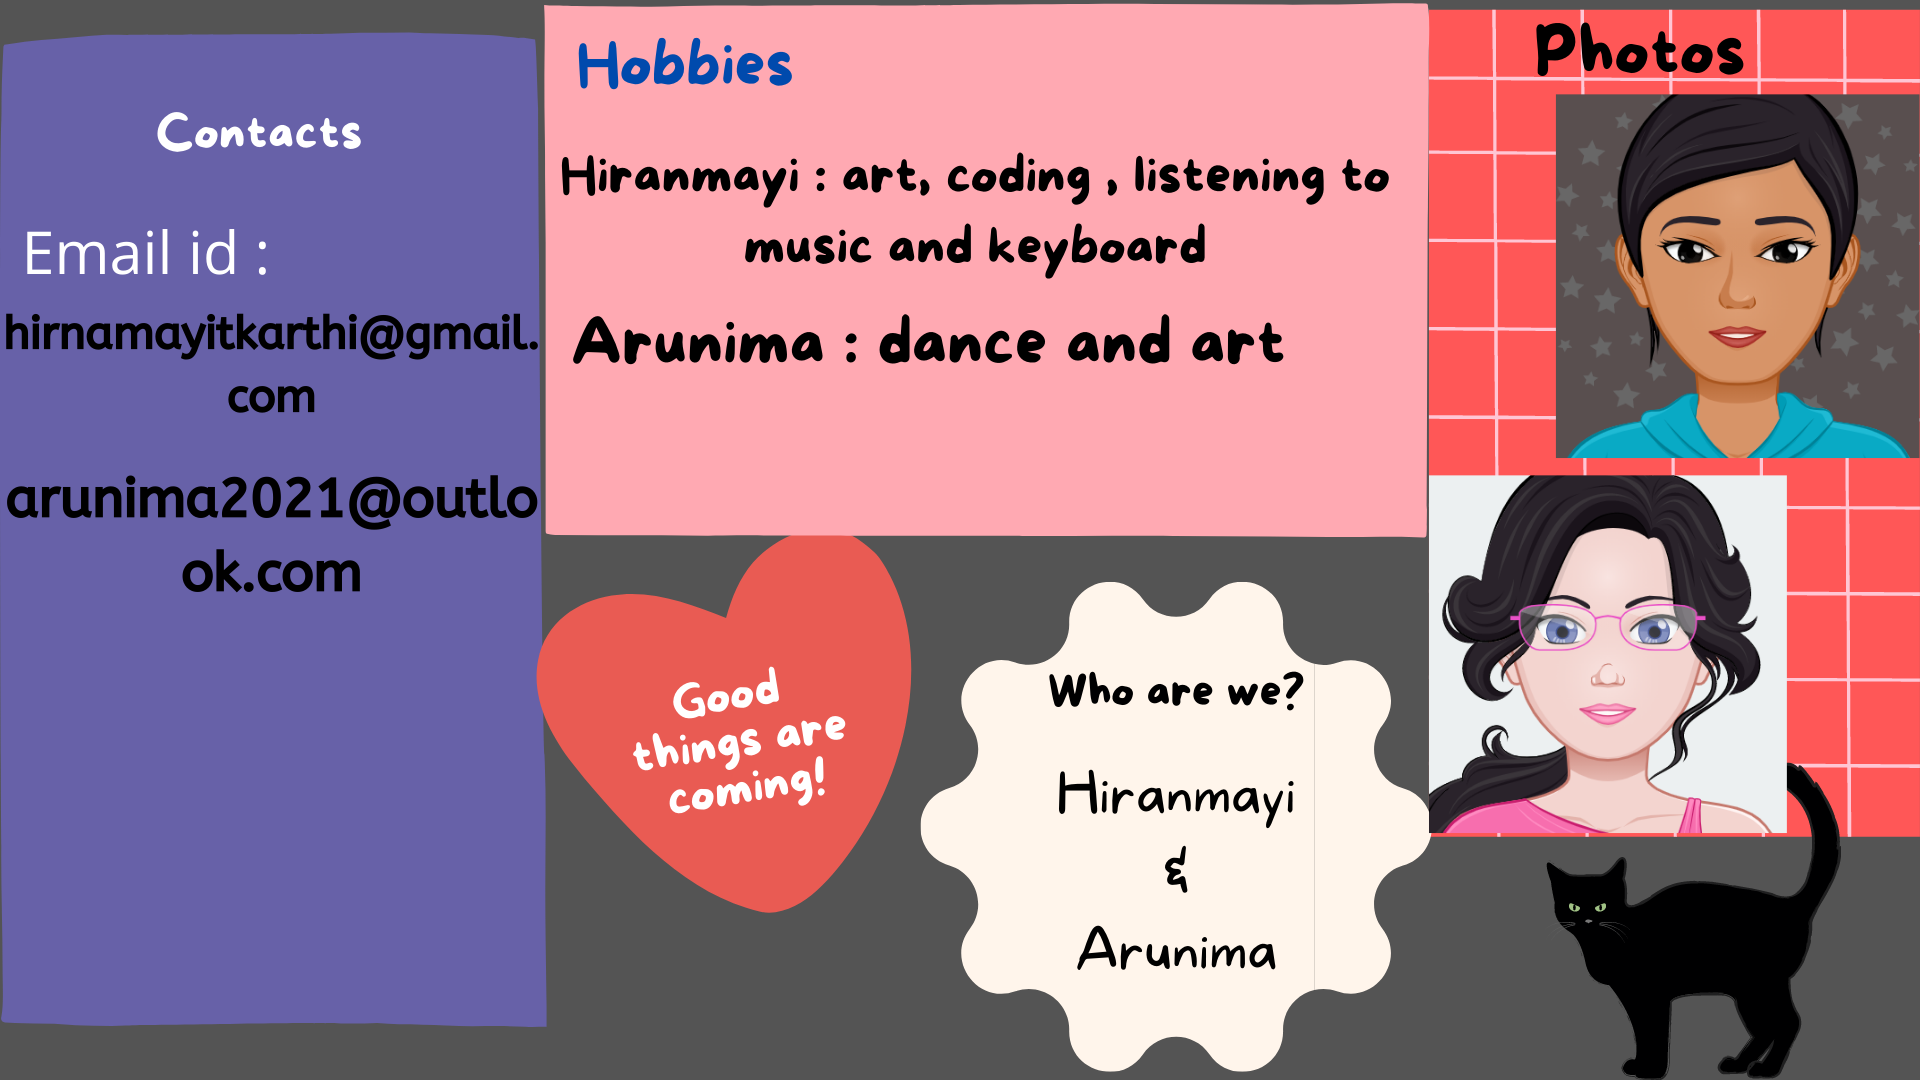 Contacts
Email id :
hirnamayitkarthi@gmail.
com
arunima2021@outlo
ok.com
Hobbies
Hiranmayi : art, coding , listening to
music and keyboard
Arunima : dance and art
Photos
Good
things are
coming!
Who are we?
Hiranmayi
&
Arunima